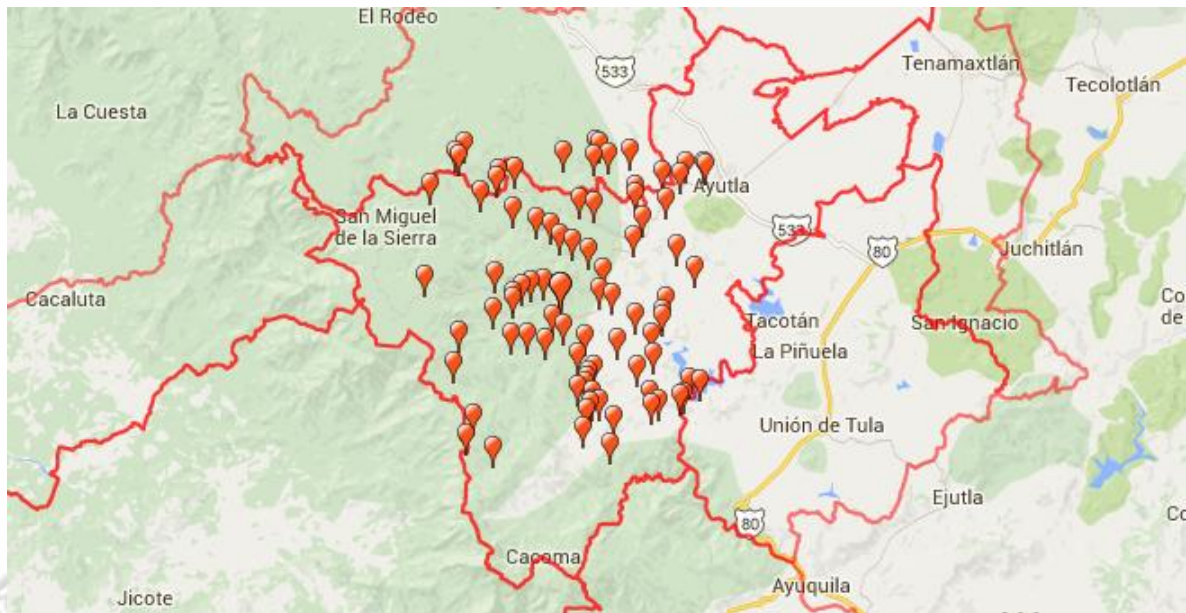 El Rodeo
533
Tenamaxtlán
Tecolotlán
La Cuesta
Ayutla
San Miguel
de la Sierra
533
80
Juchitlán
Cacaluta
Co
de
Tacotán
San Ignacio
La Piñuela
Unión de Tula
Ejutla
Co
80
Cacoma
Ayuquila
Jicote